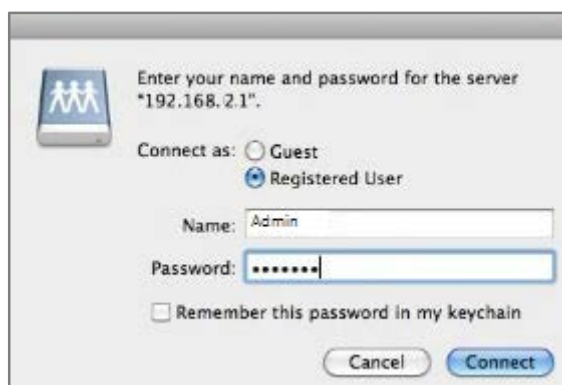 Enter your name and password for the server
"192.168.2.1".
Connect as: Guest
Registered User
Name: Admin
Password: •••••••
Remember this password in my keychain
Cancel Connect